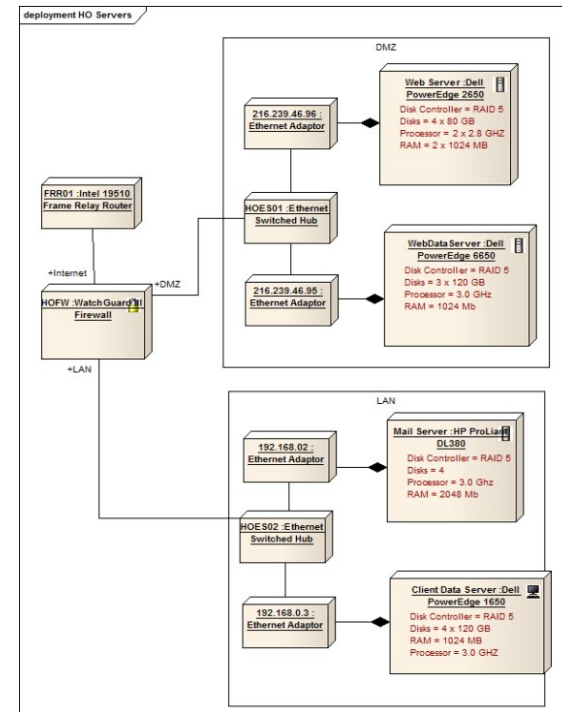 deployment HO Servers
DMZ
Web Server :Dell
PowerEdge 2650
Disk Controller = RAID 5
Disks = 4 x 80 GB
Processor = 2 x 2.8 GHZ
RAM = 2 x 1024 MB
216.239.46.96 :
Ethernet Adaptor
FRR01 :Intel 19510
Frame Relay Router
HOES01 :Ethernet
Switched Hub
WebDataServer :Dell
PowerEdge 6650
Disk Controller = RAID 5
Disks = 3 x 120 GB
Processor = 3.0 GHz
RAM = 1024 Mb
+Internet
+DMZ
216.239.46.95 :
Ethernet Adaptor
HOFW :WatchGuard II
Firewall
+LAN
LAN
Mail Server :HP ProLiant
DL380
Disk Controller = RAID 5
Disks = 4
Processor = 3.0 Ghz
RAM = 2048 Mb
192.168.02 :
Ethernet Adaptor
HOES02 :Ethernet
Switched Hub
Client Data Server :Dell
PowerEdge 1650
Disk Controller = RAID 5
Disks = 4 x 120 GB
RAM = 1024 MB
Processor = 3.0 GHZ
192.168.0.3 :
Ethernet Adaptor